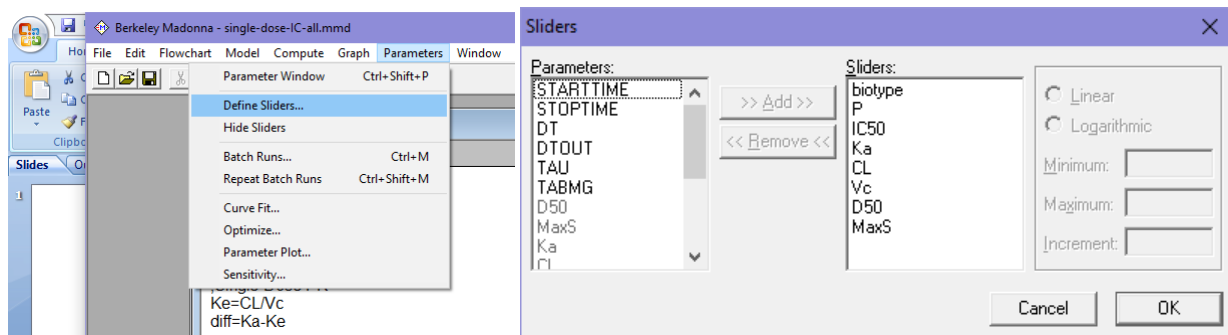 Berkeley Madonna - single-dose-IC-all.mmd
File Edit Flowchart Model Compute Graph Parameters Window
Paste
Slides
1
Parameter Window Ctrl+Shift+P
Define Sliders...
Hide Sliders
Batch Runs... Ctrl+M
Repeat Batch Runs Ctrl+Shift+M
Curve Fit...
Optimize...
Parameter Plot...
Sensitivity...
Ke=CL/Vc
diff=Ka-Ke
Sliders
Parameters:
STARTTIME
STOPTIME
DT
DTOUT
TAU
TABMG
D50
MaxS
Ka
CL
>> Add >>
<< Remove <<
Sliders:
biotype
P
IC50
Ka
CL
Vc
D50
MaxS
Linear
Logarithmic
Minimum:
Maximum:
Increment:
Cancel OK